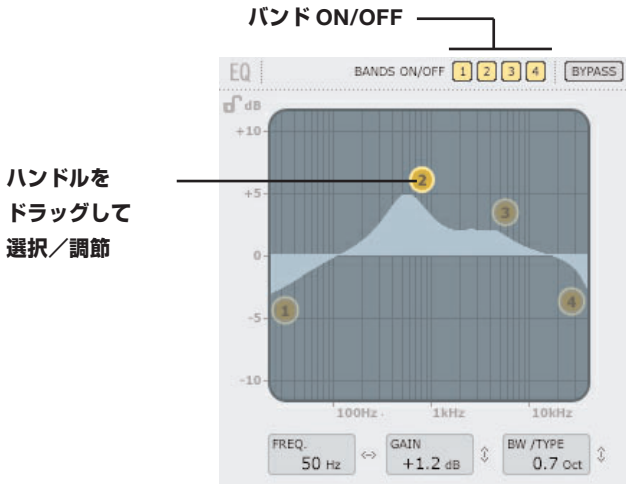 バンド ON/OFF
EQ
BANDS ON/OFF 1 2 3 4 BYPASS
dB
+10
ハンドルを
ドラッグして
選択／調節
+5
0
-5
-10
2
3
1
4
100Hz 1kHz 10kHz
FREQ. GAIN BW /TYPE
50 Hz +1.2 dB 0.7 Oct